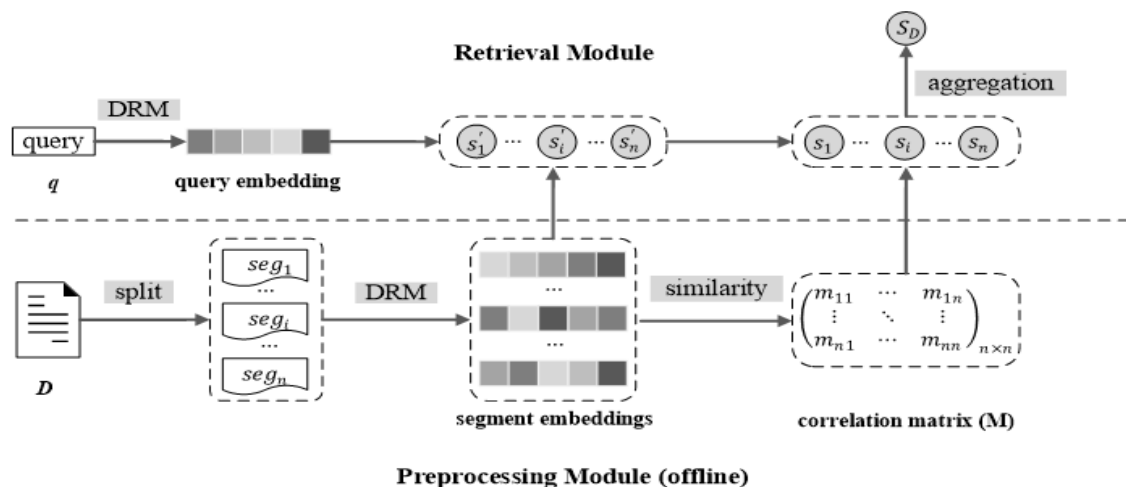 S_D
Retrieval Module
aggregation
DRM
query
s'_1 ... s'_i ... s'_n
s_1 ... s_i ... s_n
q
query embedding
split
seg_1
...
seg_i
...
seg_n
DRM
...
...
similarity
m_11 ⋯ m_1n
⋮ ⋱ ⋮
m_n1 ⋯ m_nn
n×n
D
segment embeddings
correlation matrix (M)
Preprocessing Module (offline)